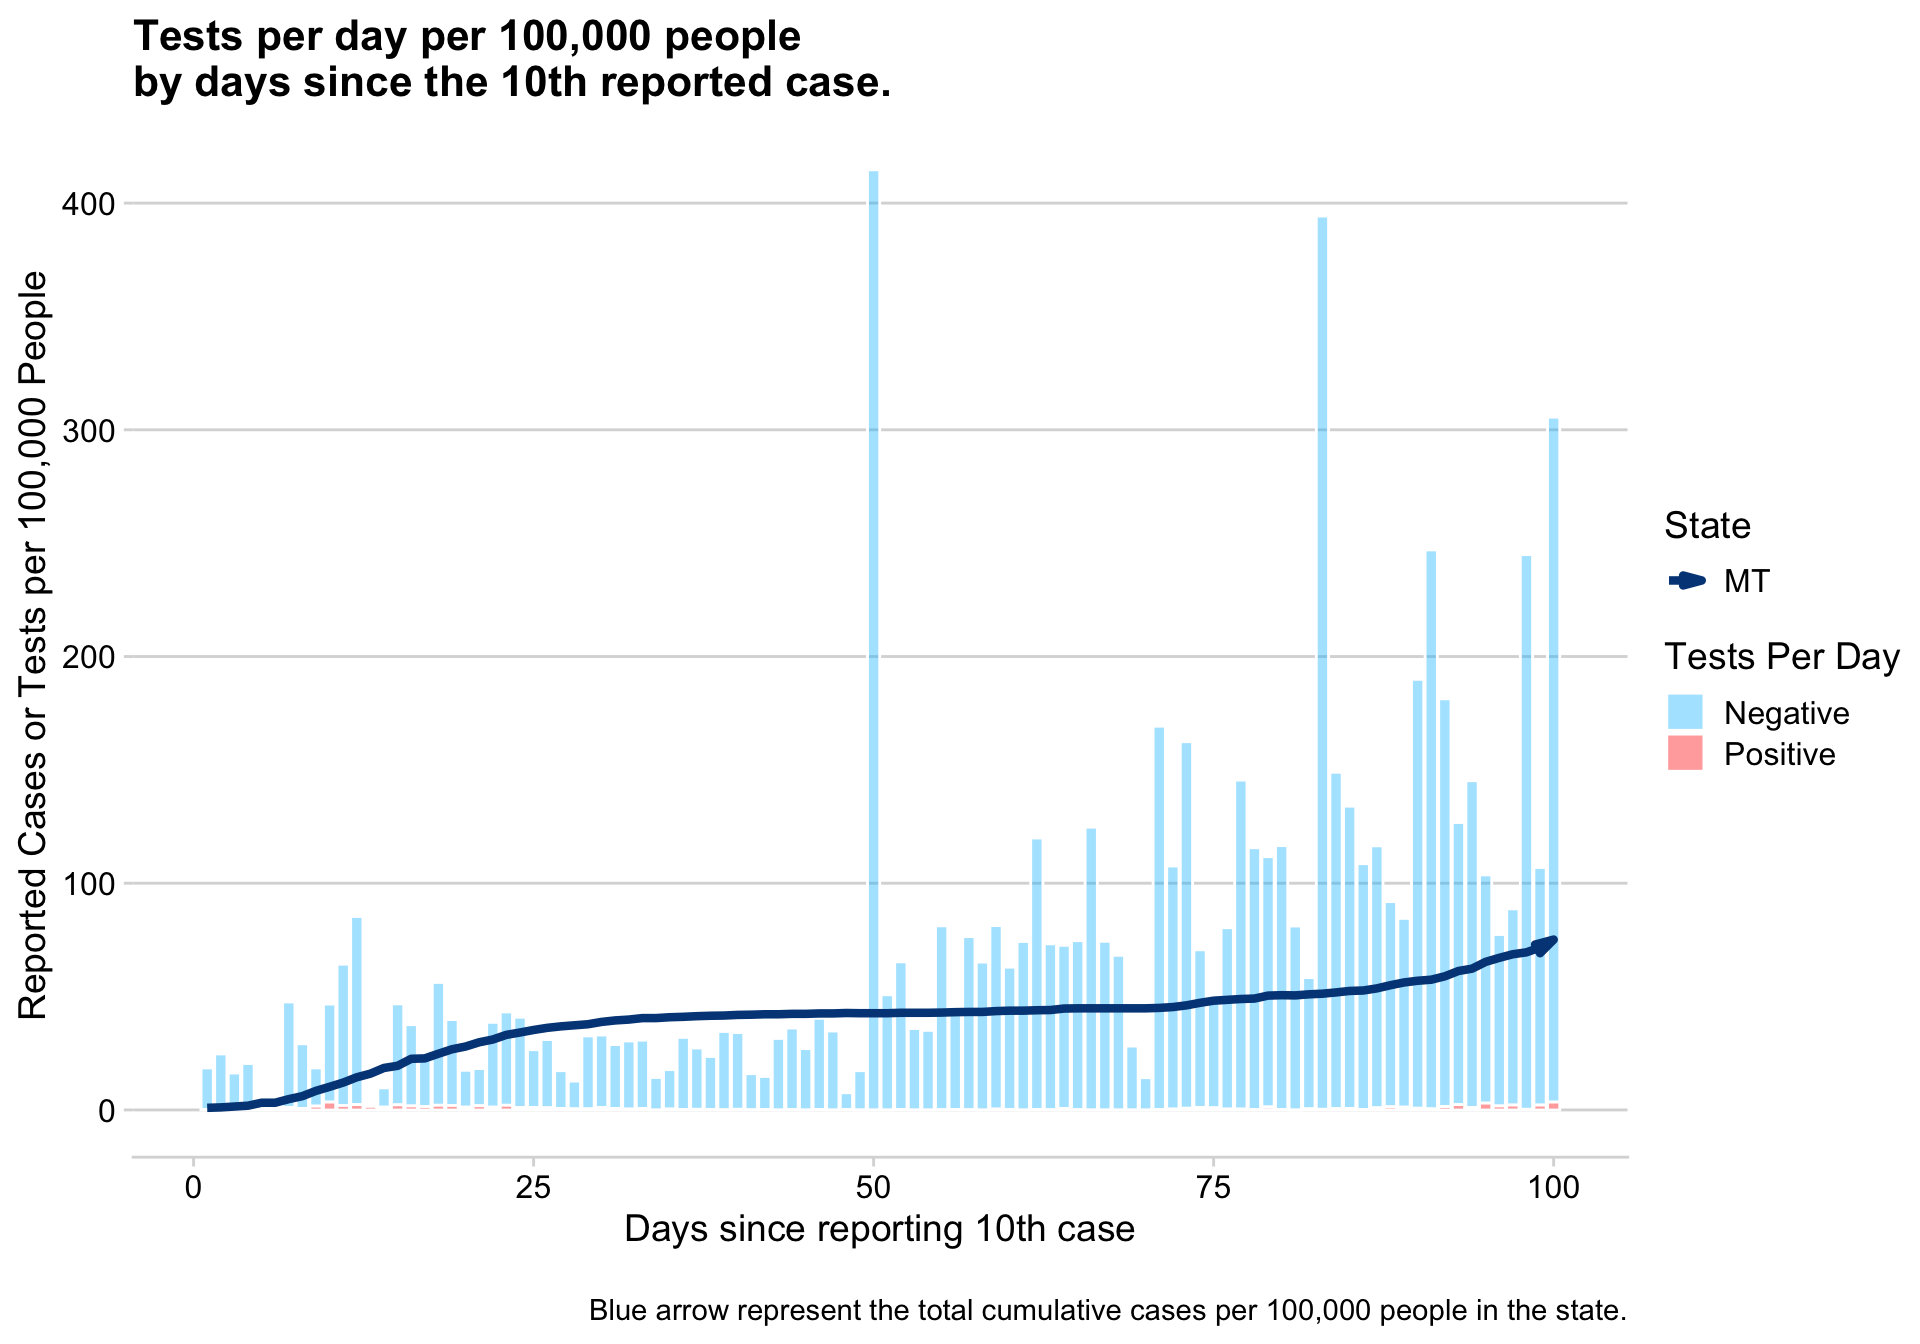 Tests per day per 100,000 people
by days since the 10th reported case.
Reported Cases or Tests per 100,000 People
400
300
200
100
0
0
25
50
75
100
Days since reporting 10th case
State
MT
Tests Per Day
Negative
Positive
Blue arrow represent the total cumulative cases per 100,000 people in the state.